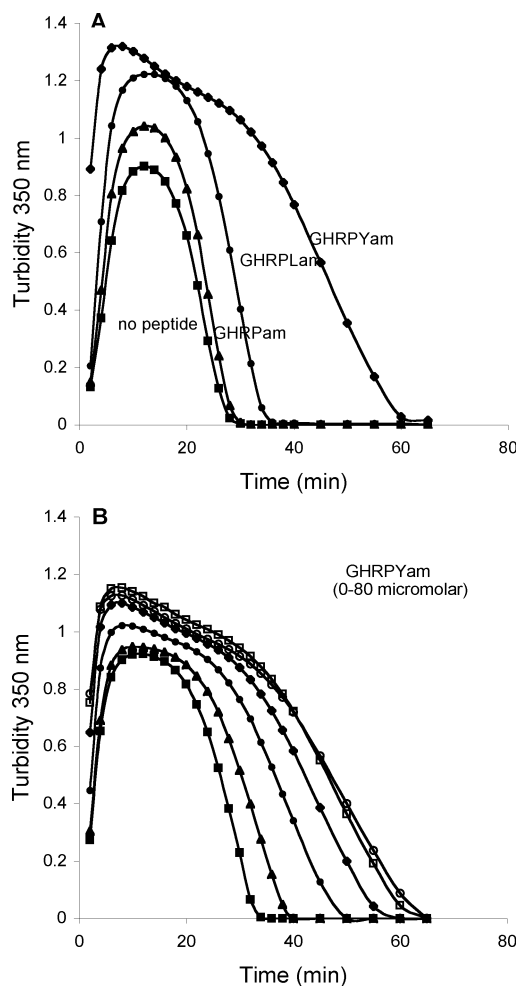 A
1.4
1.2
1
0.8
0.6
0.4
0.2
0
Turbidity 350 nm
GHRPYam
GHRPLam
no peptide
GHRPam
0
20
40
60
80
Time (min)
B
1.4
1.2
1
0.8
0.6
0.4
0.2
0
Turbidity 350 nm
GHRPYam
(0-80 micromolar)
0
20
40
60
80
Time (min)